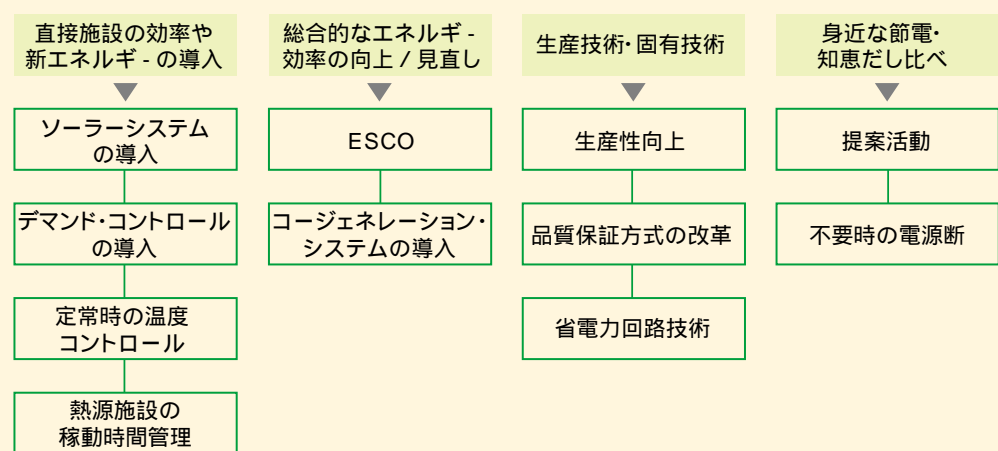 直接施設の効率や
新エネルギ - の導入
ソーラーシステム
の導入
デマンド・コントロール
の導入
定常時の温度
コントロール
熱源施設の
稼動時間管理
総合的なエネルギ -
効率の向上 / 見直し
ESCO
コージェネレーション・
システムの導入
生産技術・固有技術
生産性向上
品質保証方式の改革
省電力回路技術
身近な節電・
知恵だし比べ
提案活動
不要時の電源断